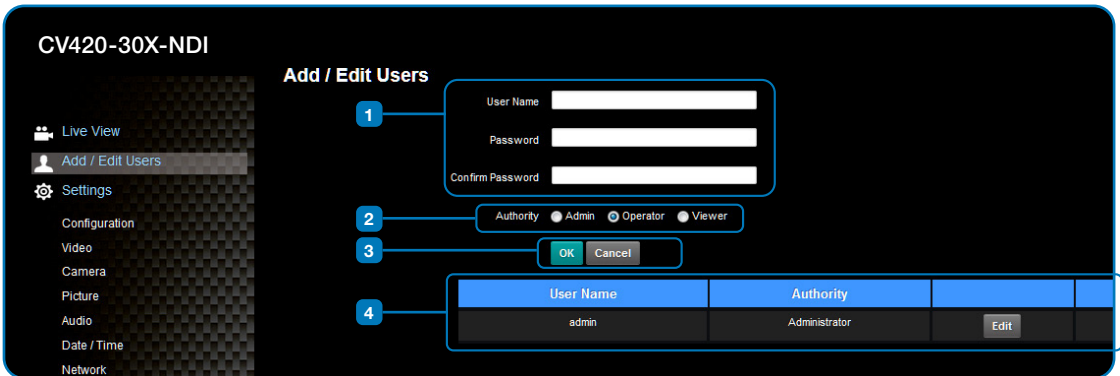 CV420-30X-NDI
Live View
Add / Edit Users
Settings
Configuration
Video
Camera
Picture
Audio
Date / Time
Network
Add / Edit Users
1
User Name
Password
Confirm Password
2
Authority Admin Operator Viewer
3
OK Cancel
4
User Name Authority
admin Administrator Edit